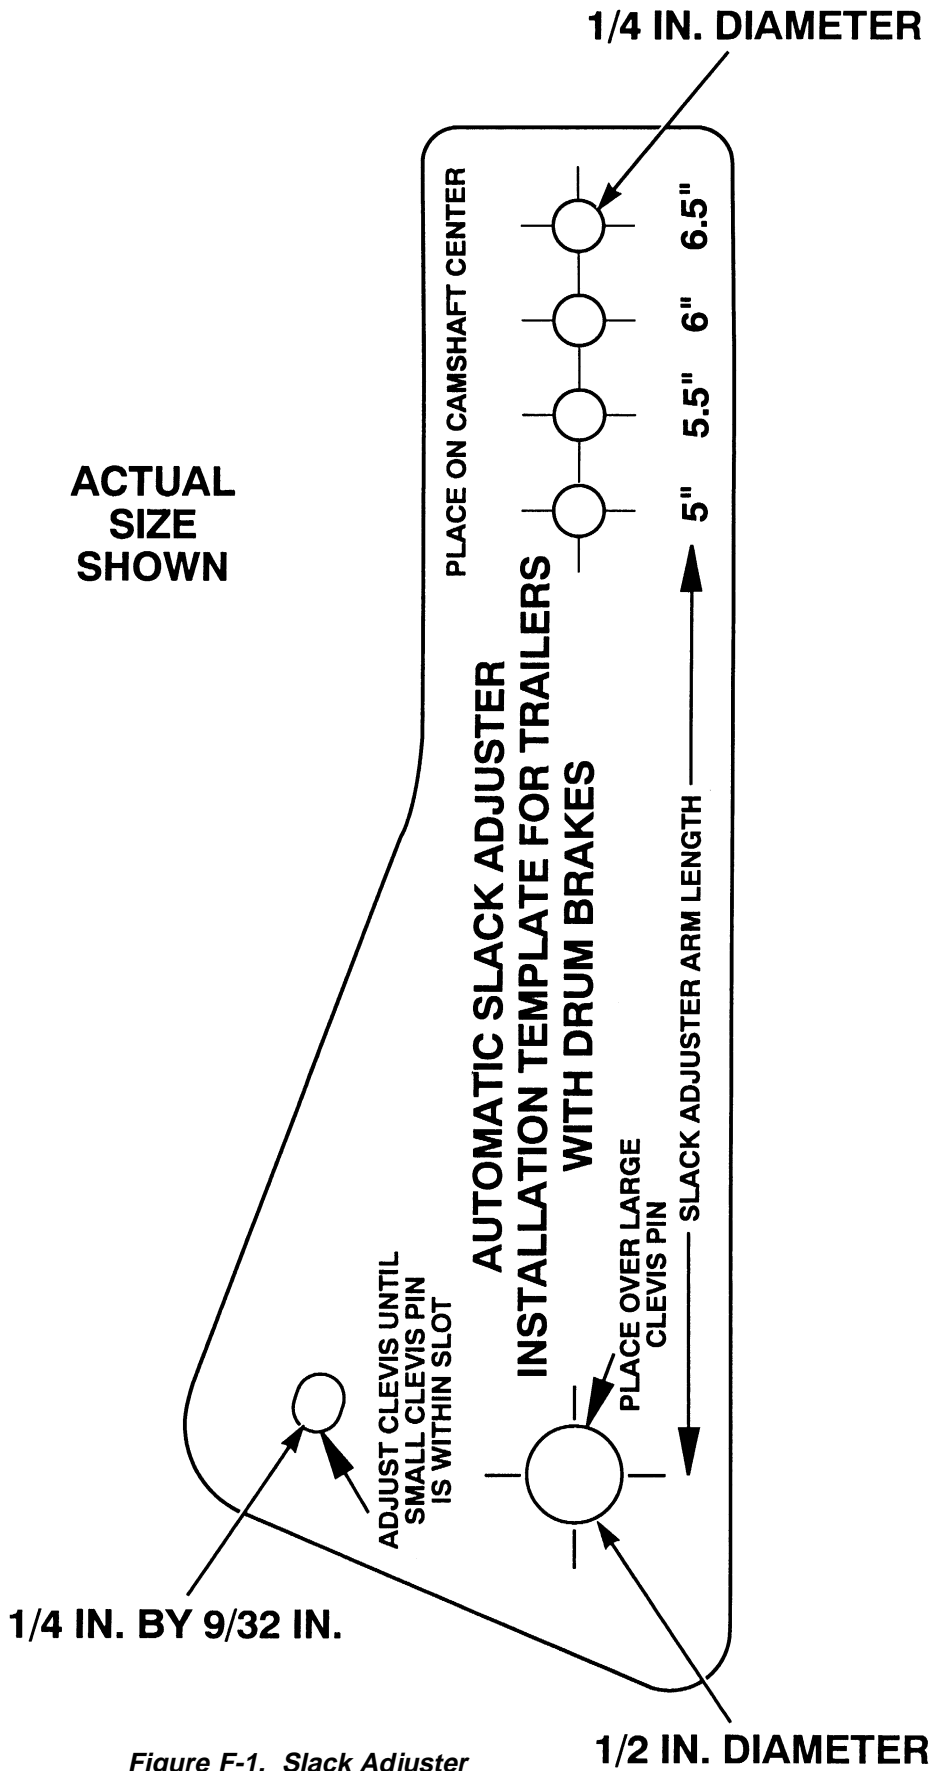 1/4 IN. DIAMETER
PLACE ON CAMSHAFT CENTER
6.5"
6"
5.5"
5"
ACTUAL
SIZE
SHOWN
AUTOMATIC SLACK ADJUSTER
INSTALLATION TEMPLATE FOR TRAILERS
WITH DRUM BRAKES
SLACK ADJUSTER ARM LENGTH
PLACE OVER LARGE
CLEVIS PIN
ADJUST CLEVIS UNTIL
SMALL CLEVIS PIN
IS WITHIN SLOT
1/4 IN. BY 9/32 IN.
1/2 IN. DIAMETER
Figure F-1. Slack Adjuster